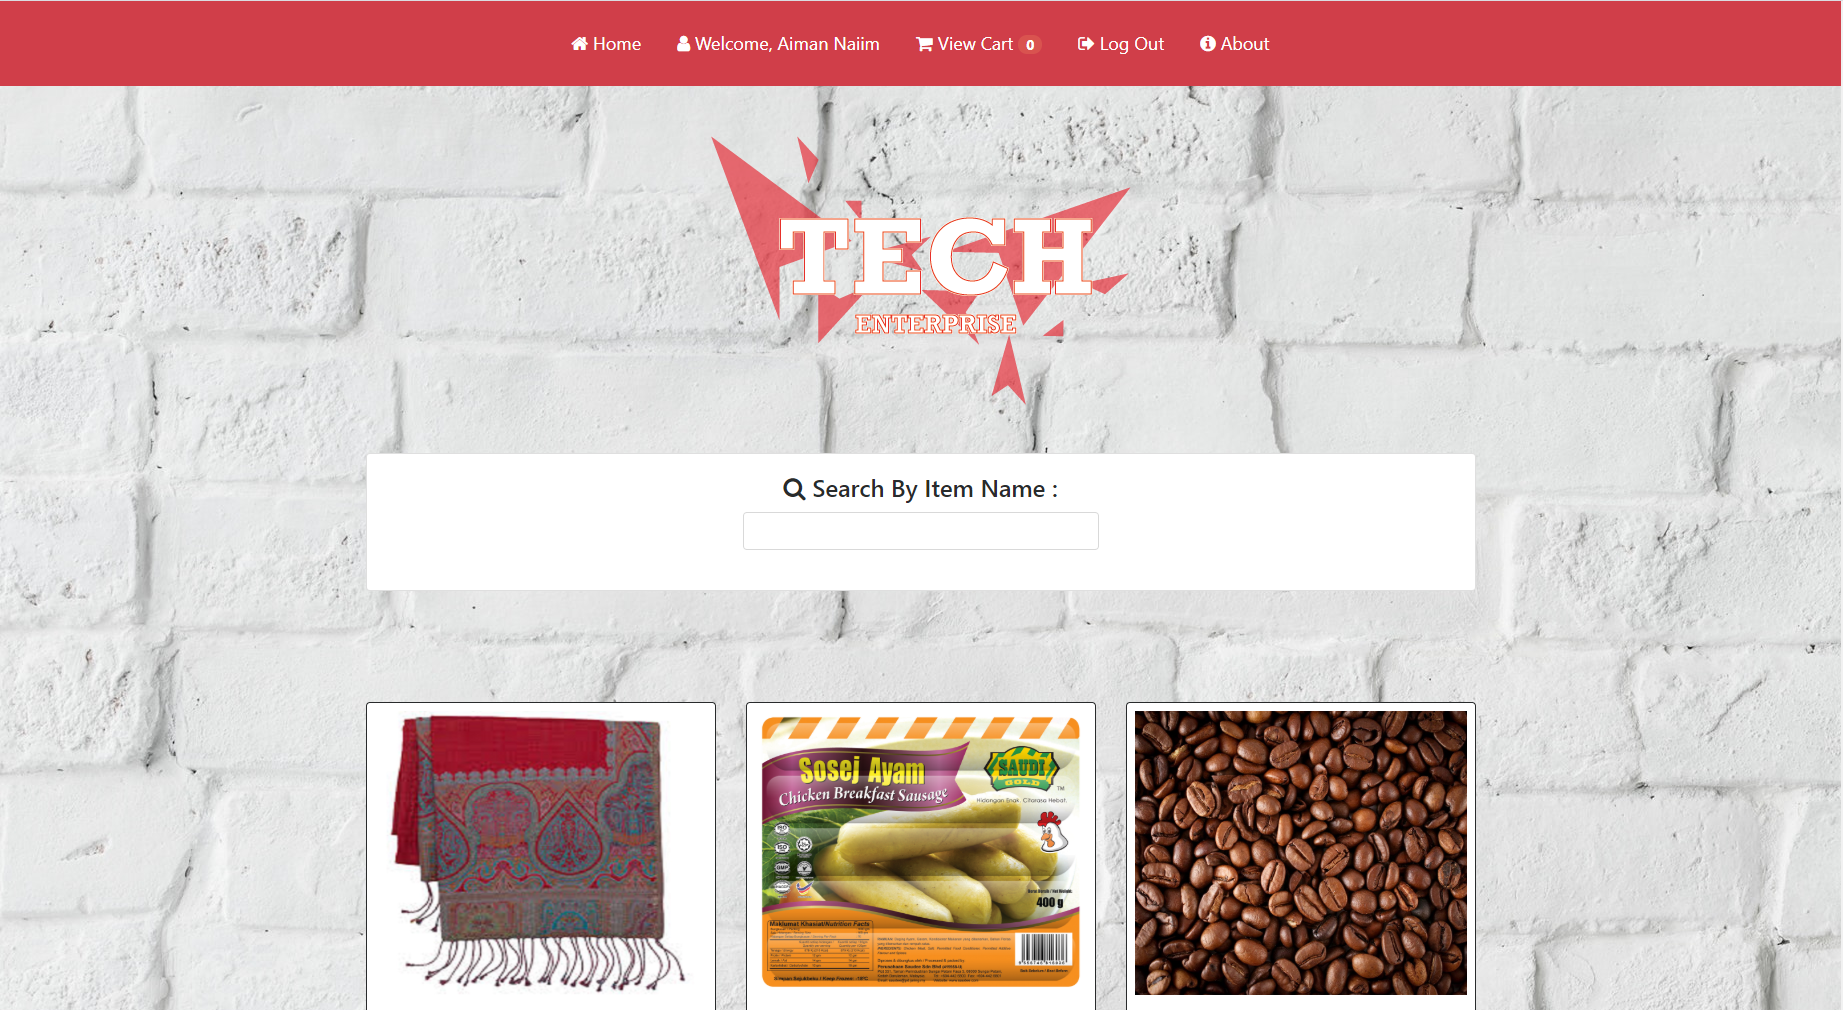 Home
Welcome, Aiman Naiim
View Cart 0
Log Out
About
TECH
ENTERPRISE
Search By Item Name :
Sosej Ayam
Chicken Breakfast Sausage
SAUDI
GOLD
TM
Hidangan Enak, Citarasa Hebat.
400 g
Maklumat Khasiat/Nutrition Facts